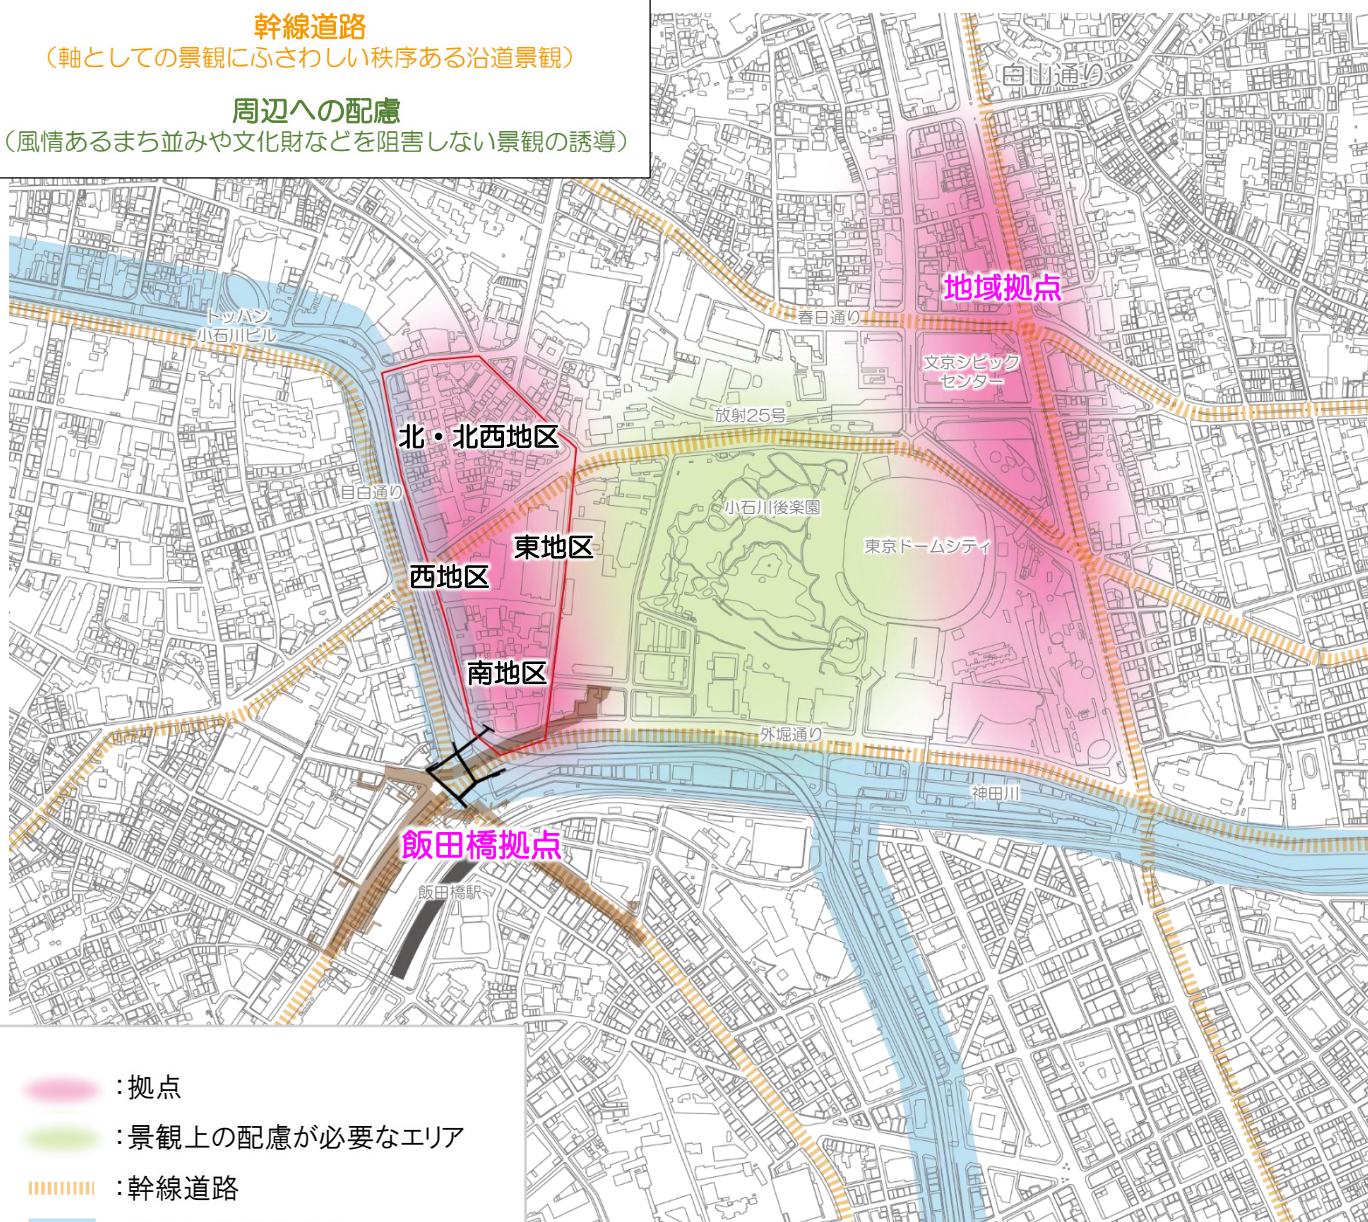 幹線道路
（軸としての景観にふさわしい秩序ある沿道景観）
周辺への配慮
（風情あるまち並みや文化財などを阻害しない景観の誘導）
白山通り
地域拠点
トッパン
小石川ビル
春日通り
文京シビック
センター
放射25号
北・北西地区
目白通り
小石川後楽園
東京ドームシティ
東地区
西地区
南地区
外堀通り
神田川
飯田橋拠点
飯田橋駅
：拠点
：景観上の配慮が必要なエリア
：幹線道路